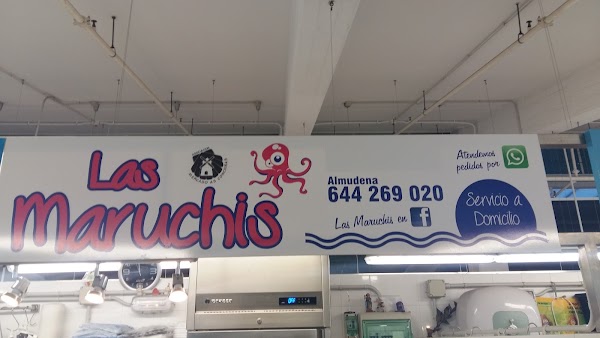 Las
Maruchis
Almudena
644 269 020
Las Maruchis en f
Atendemos
pedidos por
Servicio a
Domicilio